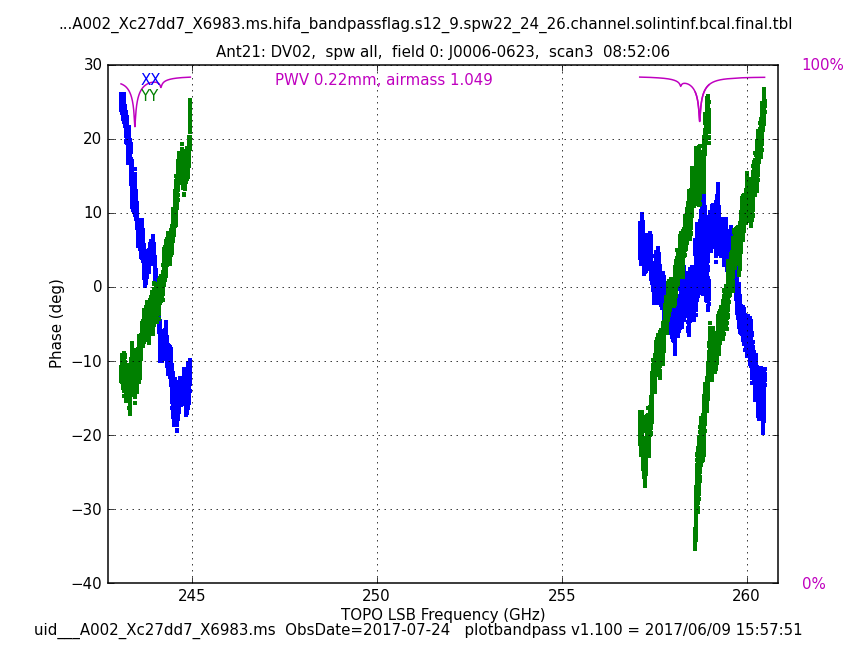 ...A002_Xc27dd7_X6983.ms.hifa_bandpassflag.s12_9.spw22_24_26.channel.solintinf.bcal.final.tbl
Ant21: DV02,  spw all,  field 0: J0006-0623,  scan3  08:52:06
30
100%
XX
PWV 0.22mm, airmass 1.049
YY
20
10
0
−10
−20
−30
−40
0%
Phase (deg)
245
250
255
260
TOPO LSB Frequency (GHz)
uid___A002_Xc27dd7_X6983.ms  ObsDate=2017-07-24   plotbandpass v1.100 = 2017/06/09 15:57:51